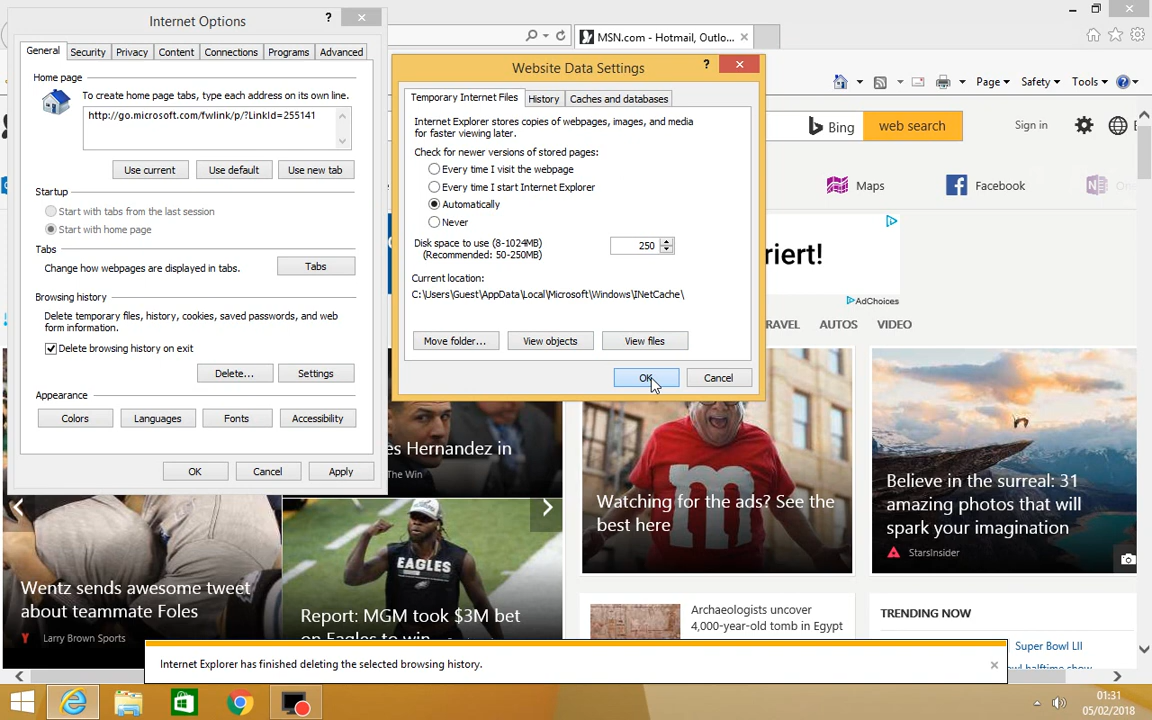 Internet Options
?
General
Security
Privacy
Content
Connections
Programs
Advanced
Home page
To create home page tabs, type each address on its own line.
http://go.microsoft.com/fwlink/p/?LinkId=255141
Use current
Use default
Use new tab
Startup
Start with tabs from the last session
Start with home page
Tabs
Change how webpages are displayed in tabs.
Tabs
Browsing history
Delete temporary files, history, cookies, saved passwords, and web
form information.
Delete browsing history on exit
Delete...
Settings
Appearance
Colors
Languages
Fonts
Accessibility
OK
Cancel
Apply
MSN.com - Hotmail, Outlo...
Page
Safety
Tools
Website Data Settings
?
Temporary Internet Files
History
Caches and databases
Internet Explorer stores copies of webpages, images, and media
for faster viewing later.
Check for newer versions of stored pages:
Every time I visit the webpage
Every time I start Internet Explorer
Automatically
Never
Disk space to use (8-1024MB)
(Recommended: 50-250MB)
250
Current location:
C:\Users\Guest\AppData\Local\Microsoft\Windows\INetCache\
Move folder...
View objects
View files
OK
Cancel
Bing
web search
Sign in
Maps
Facebook
riert!
AdChoices
RAVEL
AUTOS
VIDEO
es Hernandez in
The Win
Watching for the ads? See the
best here
Believe in the surreal: 31
amazing photos that will
spark your imagination
StarsInsider
Wentz sends awesome tweet
about teammate Foles
Larry Brown Sports
EAGLES
Report: MGM took $3M bet
on Eagles to win
Archaeologists uncover
4,000-year-old tomb in Egypt
TRENDING NOW
Super Bowl LII
Internet Explorer has finished deleting the selected browsing history.
01:31
05/02/2018